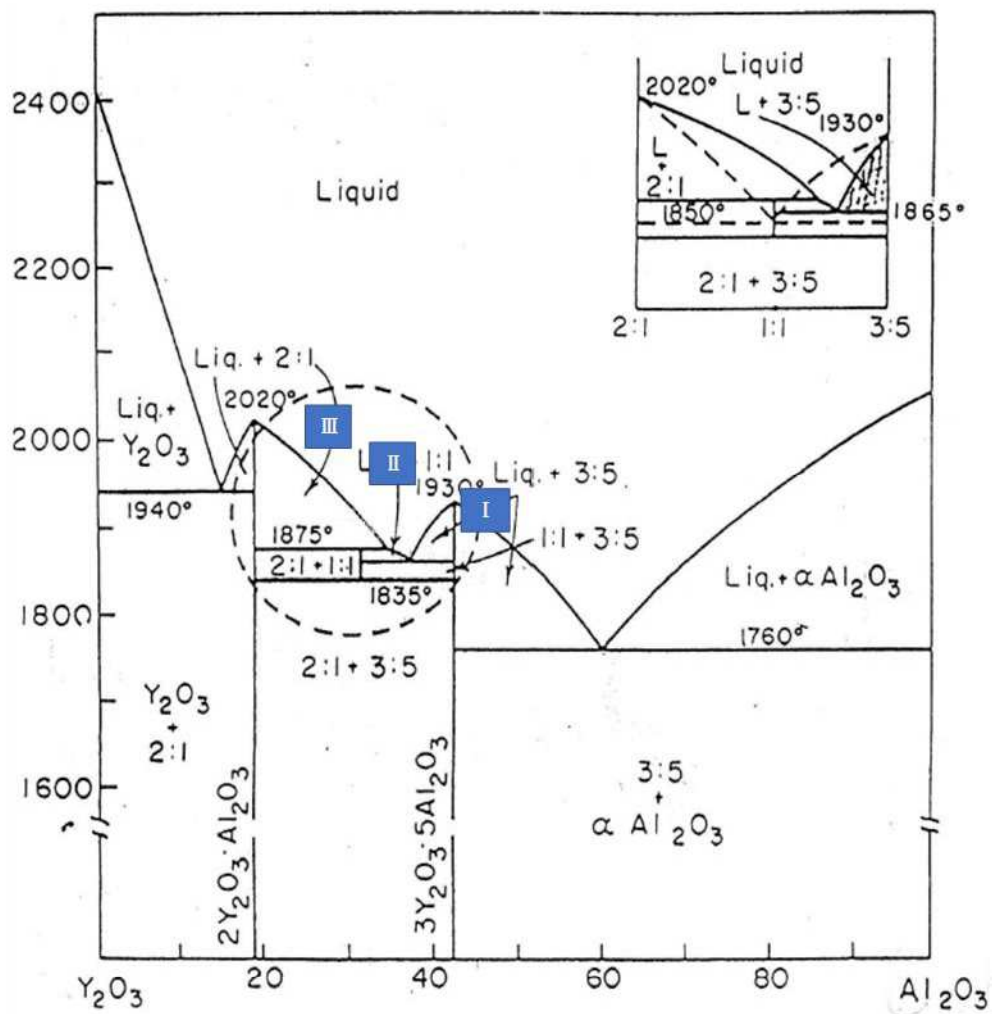 2400
2200
2000
1800
1600
Liquid
Liquid
2020°
L + 3:5
1930°
L
+
2:1
1850°
1865°
2:1 + 3:5
2:1
1:1
3:5
Liq. + 2:1
2020°
Liq. +
Y₂O₃
1940°
III
II
I
L
1:1
1930°
Liq. + 3:5
1:1 + 3:5
1875°
2:1 + 1:1
1835°
2:1 + 3:5
Liq. + α Al₂O₃
1760°
Y₂O₃
+
2:1
2Y₂O₃·Al₂O₃
3Y₂O₃·5Al₂O₃
3:5
+
α Al₂O₃
Y₂O₃
20
40
60
80
Al₂O₃